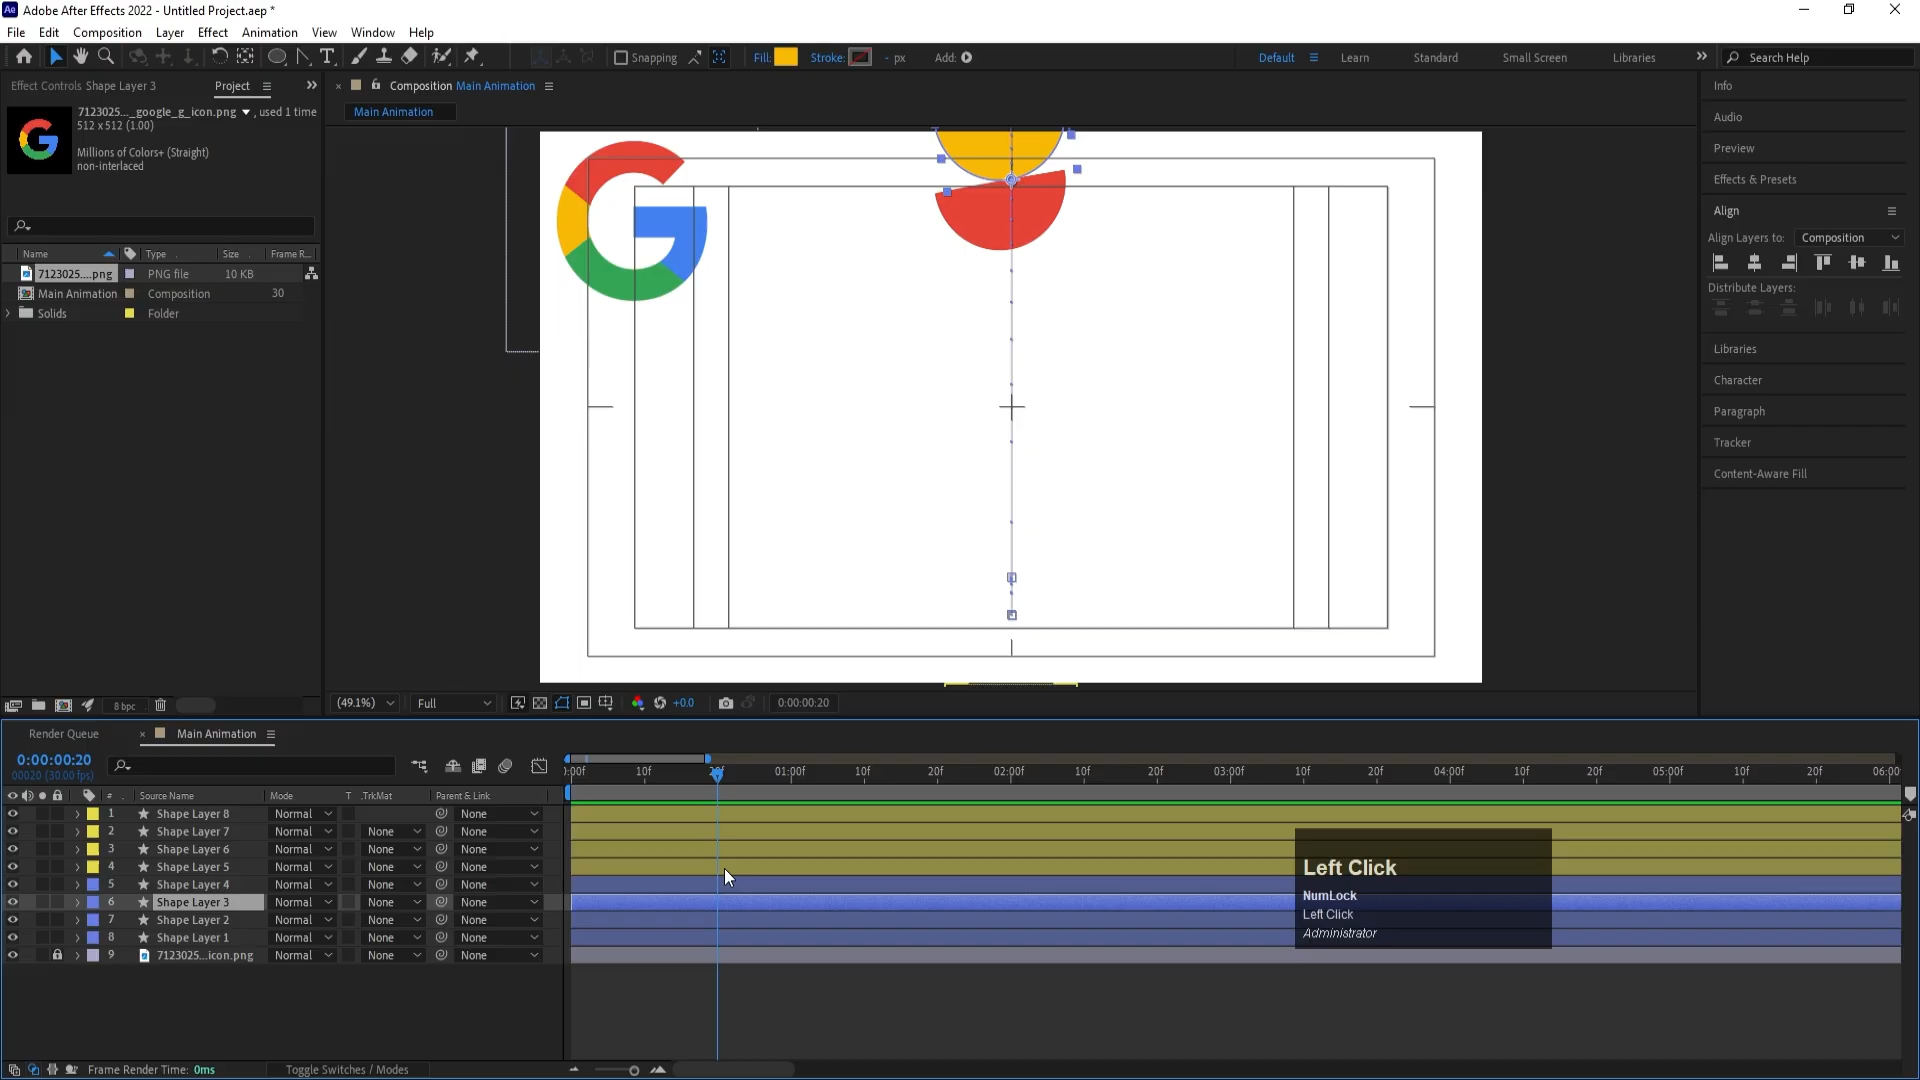 Ae Adobe After Effects 2022 - Untitled Project.aep *
File Edit Composition Layer Effect Animation View Window Help
Snapping Fill: Stroke: - px Add: Default Learn Standard Small Screen Libraries Search Help
Effect Controls Shape Layer 3 Project Composition Main Animation Info
Main Animation
7123025..._google_g_icon.png , used 1 time
512 x 512 (1.00)
Millions of Colors+ (Straight)
non-interlaced
Audio
Preview
Effects & Presets
Align
Align Layers to: Composition
Distribute Layers:
Libraries
Character
Paragraph
Tracker
Content-Aware Fill
Name Type Size Frame R...
7123025....png PNG file 10 KB
Main Animation Composition 30
Solids Folder
8 bpc (49.1%) Full +0.0 0:00:00:20
Render Queue Main Animation
0:00:00:20
00020 (30.00 fps)
:00f 10f 20f 01:00f 10f 20f 02:00f 10f 20f 03:00f 10f 20f 04:00f 10f 20f 05:00f 10f 20f 06:00
# Source Name Mode T .TrkMat Parent & Link
1 Shape Layer 8 Normal None
2 Shape Layer 7 Normal None None
3 Shape Layer 6 Normal None None
4 Shape Layer 5 Normal None None
5 Shape Layer 4 Normal None None
6 Shape Layer 3 Normal None None
7 Shape Layer 2 Normal None None
8 Shape Layer 1 Normal None None
9 7123025...icon.png Normal None None
Left Click
NumLock
Left Click
Administrator
Frame Render Time: 0ms Toggle Switches / Modes